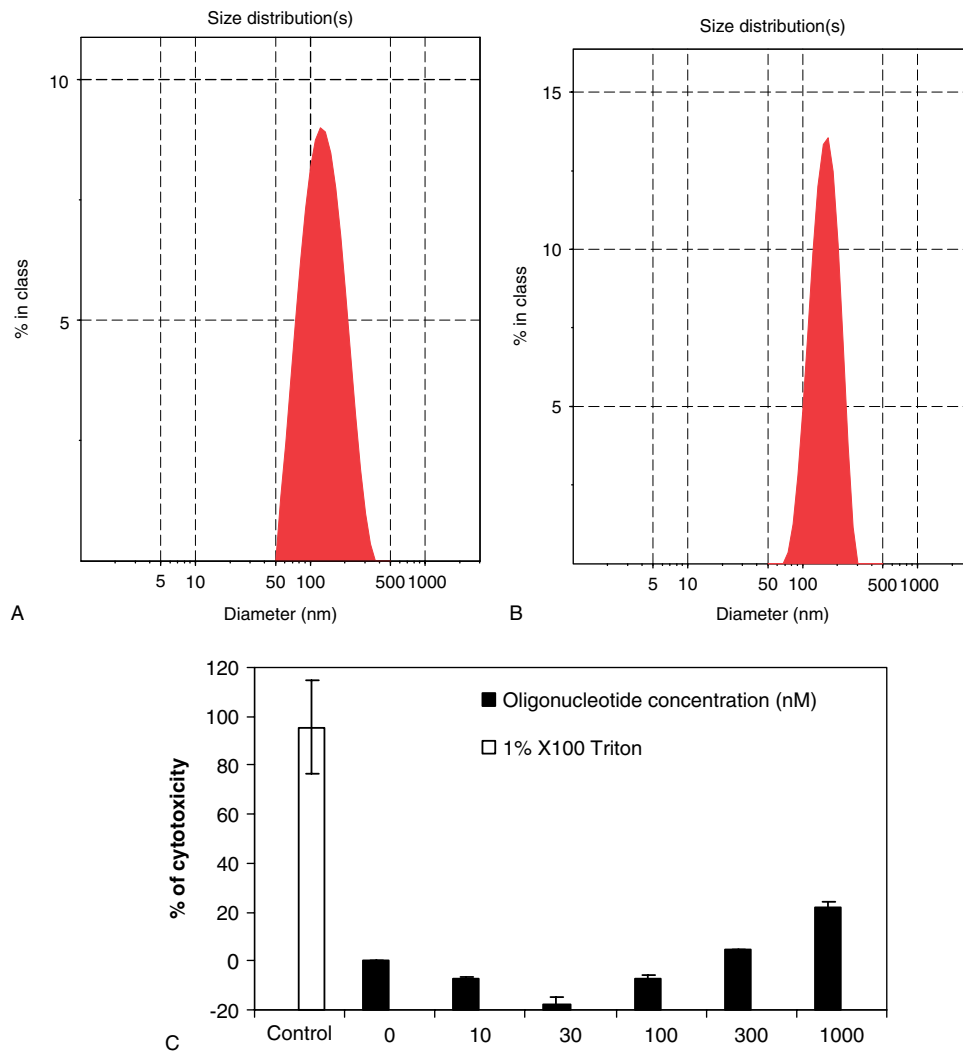 Size distribution(s)
10
5
% in class
5 10 50 100 500 1000
Diameter (nm)
A
Size distribution(s)
15
10
5
% in class
5 10 50 100 500 1000
Diameter (nm)
B
120
100
80
60
40
20
0
-20
% of cytotoxicity
Oligonucleotide concentration (nM)
1% X100 Triton
Control 0 10 30 100 300 1000
C